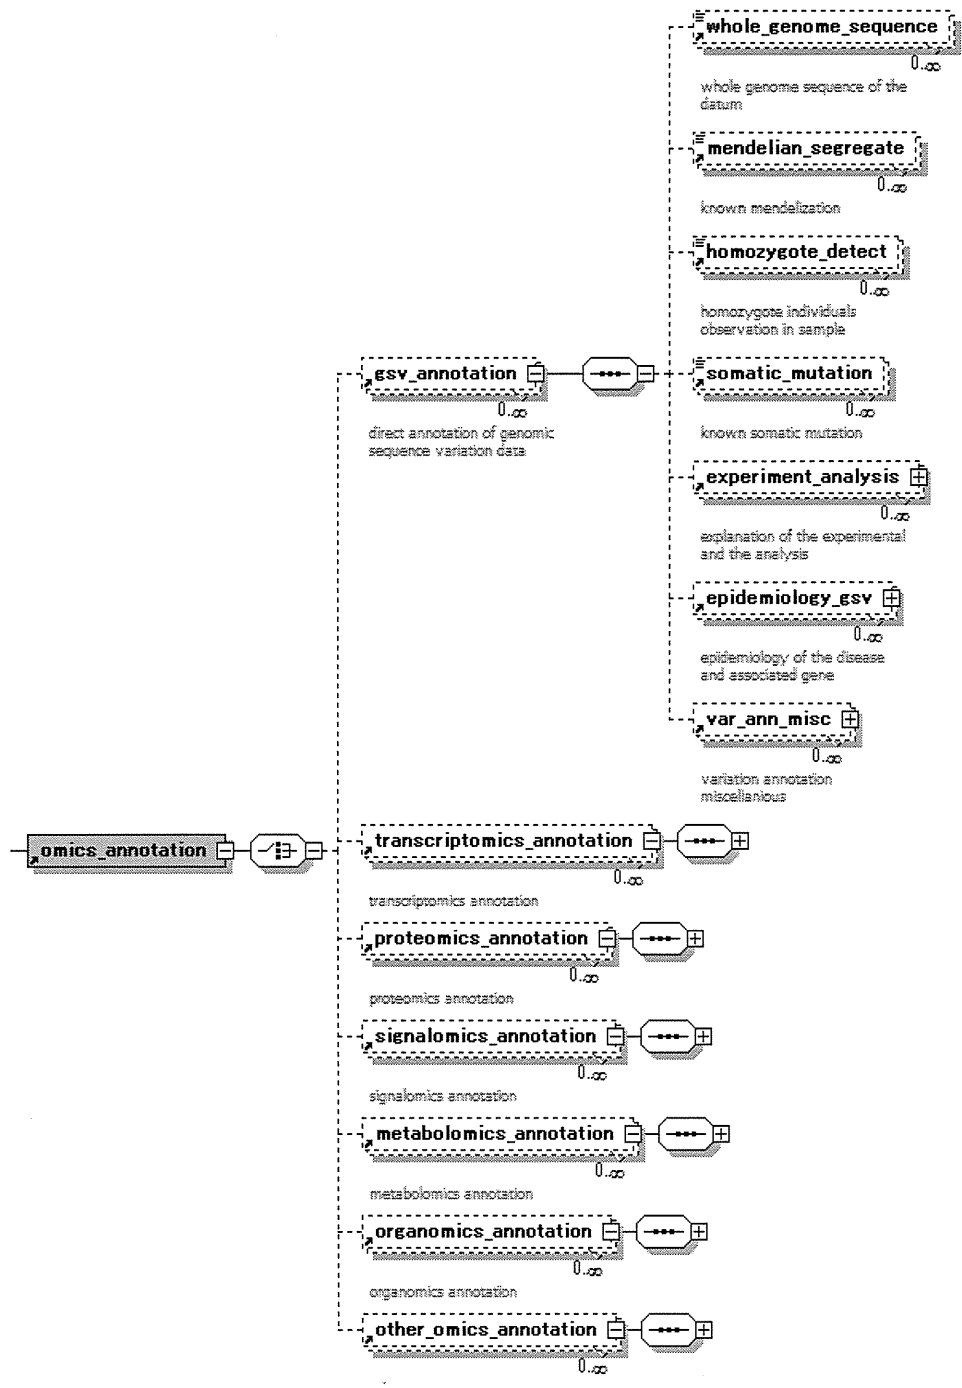 whole_genome_sequence
0..∞
whole genome sequence of the
datum
mendelian_segregate
0..∞
known mendelization
homozygote_detect
0..∞
homozygote individuals
observation in sample
gsv_annotation
0..∞
direct annotation of genomic
sequence variation data
somatic_mutation
0..∞
known somatic mutation
experiment_analysis
0..∞
explanation of the experimental
and the analysis
epidemiology_gsv
0..∞
epidemiology of the disease
and associated gene
var_ann_misc
0..∞
variation annotation
miscellanious
omics_annotation
transcriptomics_annotation
0..∞
transcriptomics annotation
proteomics_annotation
0..∞
proteomics annotation
signalomics_annotation
0..∞
signalomics annotation
metabolomics_annotation
0..∞
metabolomics annotation
organomics_annotation
0..∞
organomics annotation
other_omics_annotation
0..∞